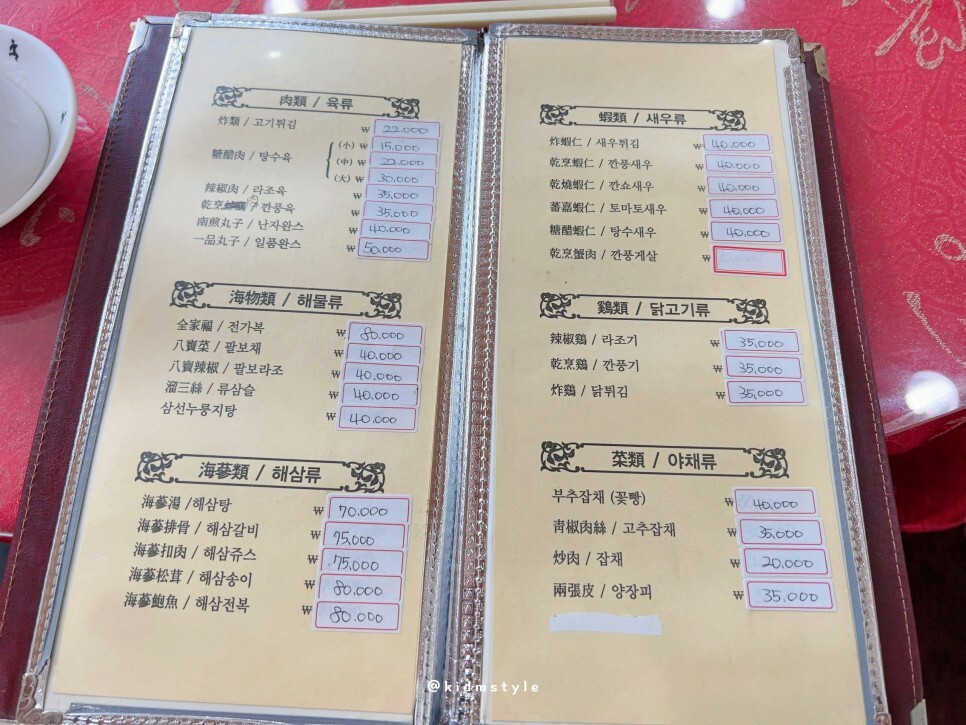 肉類 / 육류
炸類 / 고기튀김 ₩ 22.000
糖醋肉 / 탕수육 (小) ₩ 15.000
(中) ₩ 22.000
(大) ₩ 30.000
辣椒肉 / 라조육 ₩ 35.000
乾烹肉 / 깐풍육 ₩ 35.000
南煎丸子 / 난자완스 ₩ 40.000
一品丸子 / 일품완스 ₩ 50.000
海物類 / 해물류
全家福 / 전가복 ₩ 80.000
八寶菜 / 팔보채 ₩ 40.000
八寶辣椒 / 팔보라조 ₩ 40.000
溜三絲 / 류삼슬 ₩ 40.000
삼선누룽지탕 ₩ 40.000
海蔘類 / 해삼류
海蔘湯 / 해삼탕 ₩ 70.000
海蔘排骨 / 해삼갈비 ₩ 75.000
海蔘扣肉 / 해삼쥬스 ₩ 75.000
海蔘松茸 / 해삼송이 ₩ 80.000
海蔘鮑魚 / 해삼전복 ₩ 80.000
蝦類 / 새우류
炸蝦仁 / 새우튀김 ₩ 40.000
乾烹蝦仁 / 깐풍새우 ₩ 40.000
乾燒蝦仁 / 깐쇼새우 ₩ 40.000
蕃嘉蝦仁 / 토마토새우 ₩ 40.000
糖醋蝦仁 / 탕수새우 ₩ 40.000
乾烹蟹肉 / 깐풍게살 ₩
鷄類 / 닭고기류
辣椒鷄 / 라조기 ₩ 35.000
乾烹鷄 / 깐풍기 ₩ 35.000
炸鷄 / 닭튀김 ₩ 35.000
菜類 / 야채류
부추잡채 (꽃빵) ₩ 40.000
靑椒肉絲 / 고추잡채 ₩ 35.000
炒肉 / 잡채 ₩ 20.000
兩張皮 / 양장피 ₩ 35.000
@kidmstyle